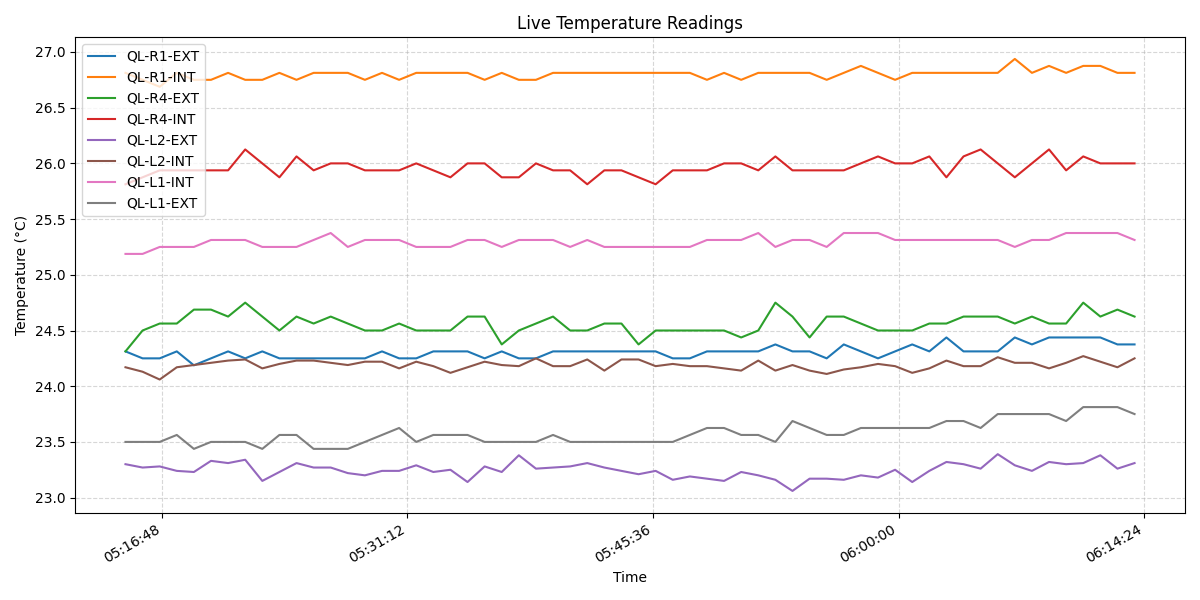 Live Temperature Readings
QL-R1-EXT
QL-R1-INT
QL-R4-EXT
QL-R4-INT
QL-L2-EXT
QL-L2-INT
QL-L1-INT
QL-L1-EXT
Temperature (°C)
27.0
26.5
26.0
25.5
25.0
24.5
24.0
23.5
23.0
05:16:48
05:31:12
05:45:36
06:00:00
06:14:24
Time